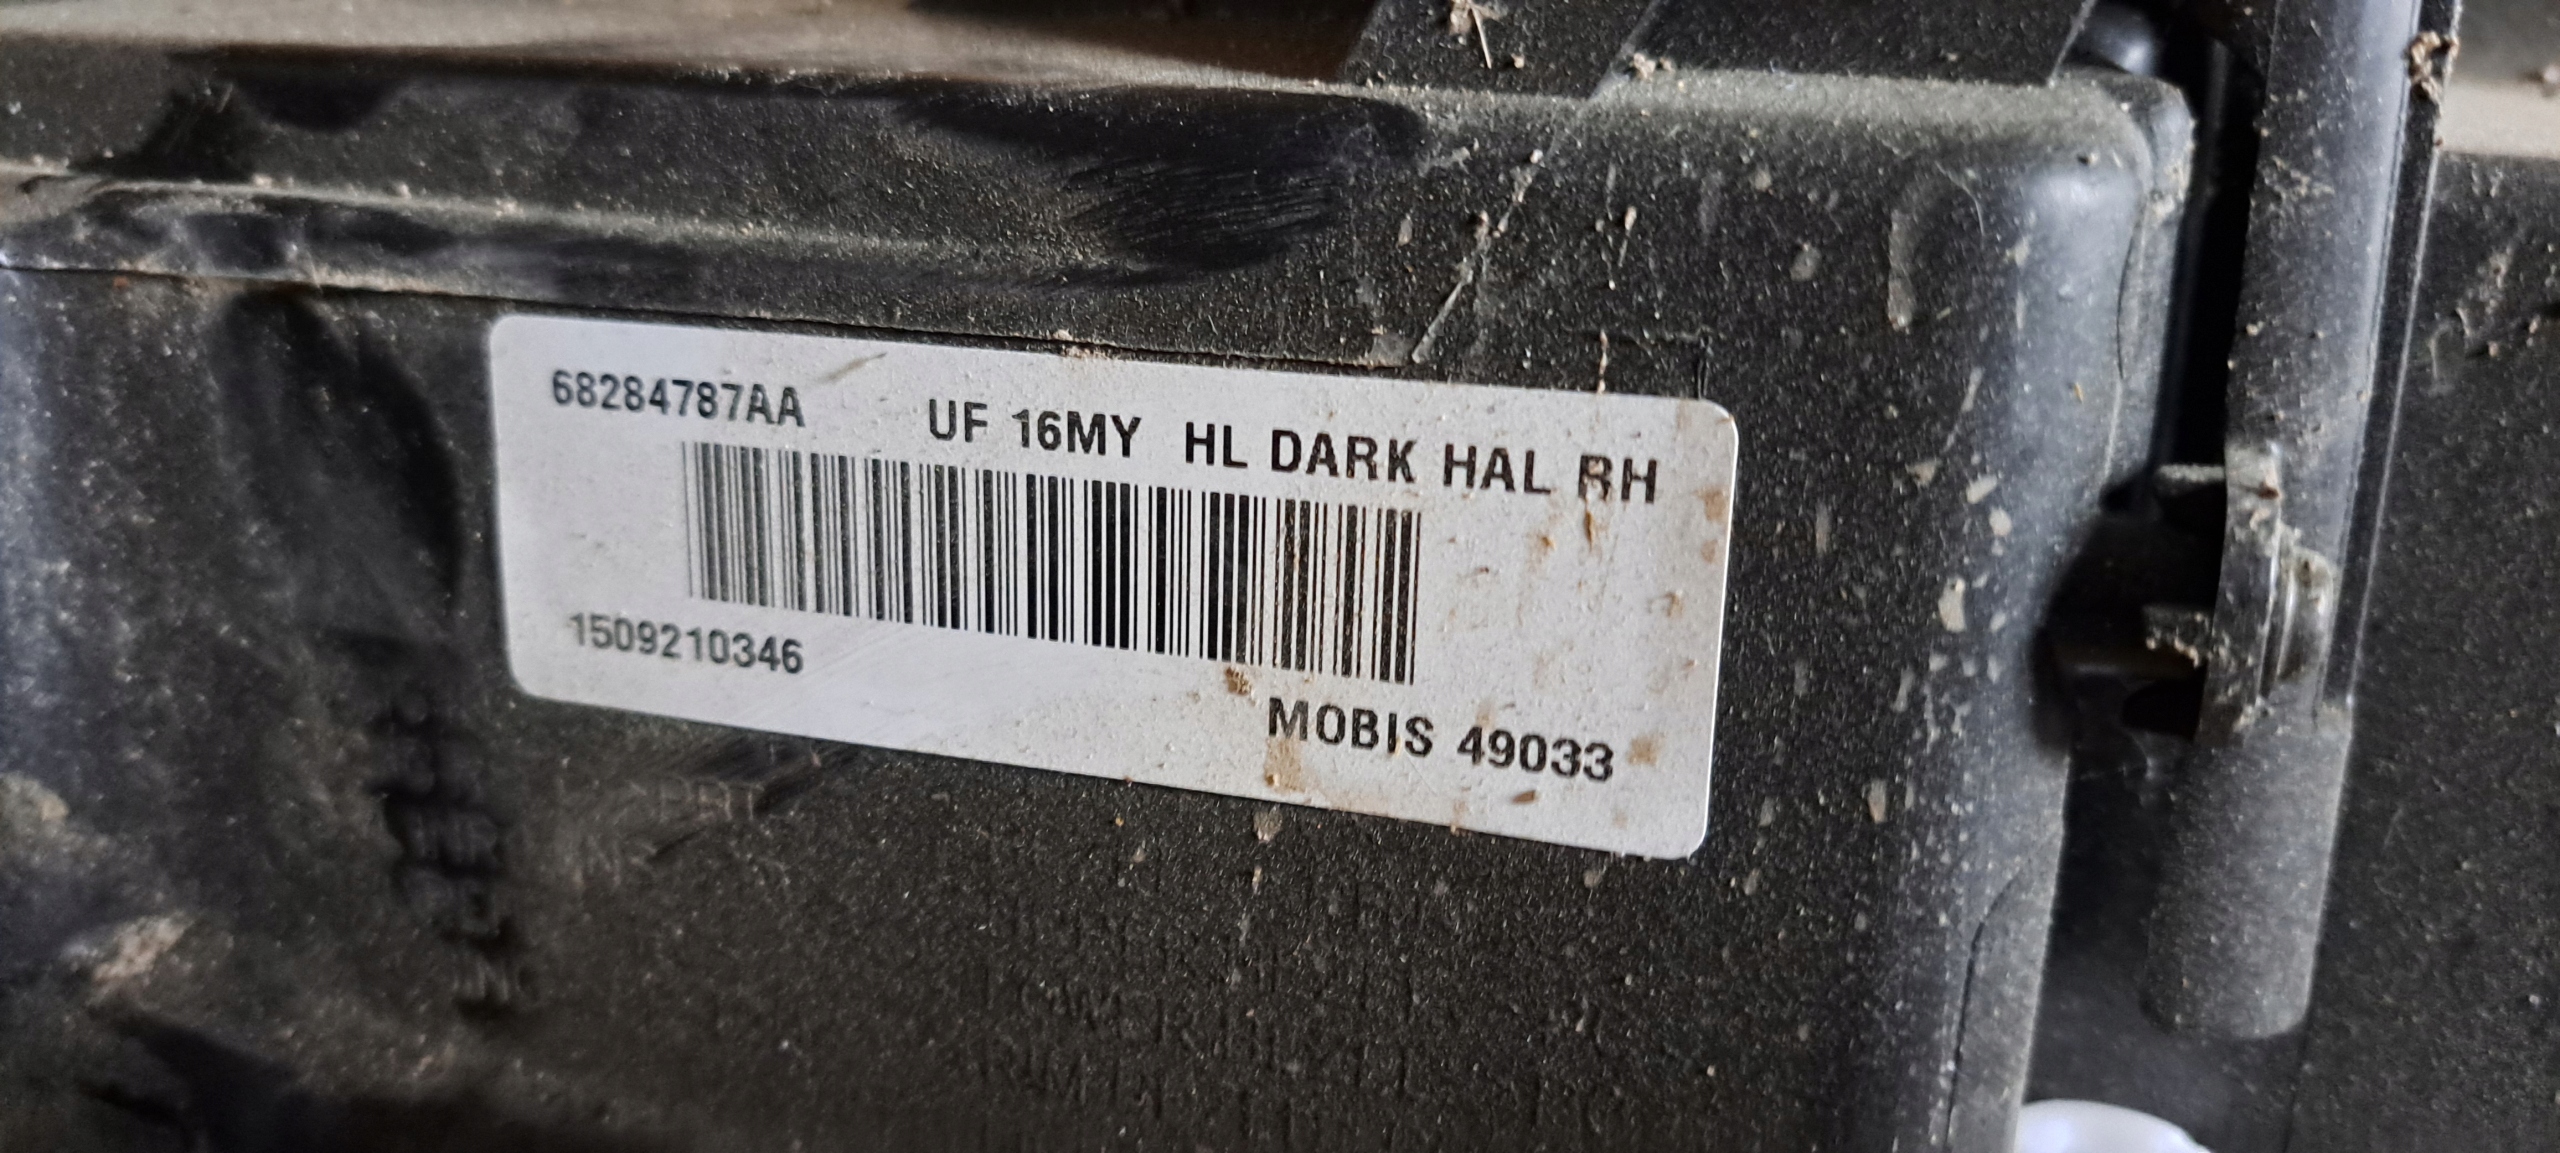 68284787AA UF 16MY HL DARK HAL RH
1509210346
MOBIS 49033